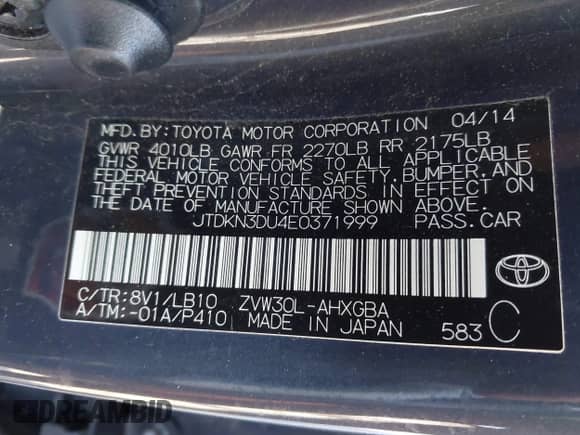 MFD. BY: TOYOTA MOTOR CORPORATION 04/14
GVWR 4010LB GAWR FR 2270LB RR 2175LB
THIS VEHICLE CONFORMS TO ALL APPLICABLE
FEDERAL MOTOR VEHICLE SAFETY, BUMPER, AND
THEFT PREVENTION STANDARDS IN EFFECT ON
THE DATE OF MANUFACTURE SHOWN ABOVE.
JTDKN3DU4E0371999 PASS. CAR
TOYOTA
C/TR: 8V1/LB10 ZVW30L-AHXGBA
A/TM: -01A/P410 MADE IN JAPAN 583 C
DREAMBID